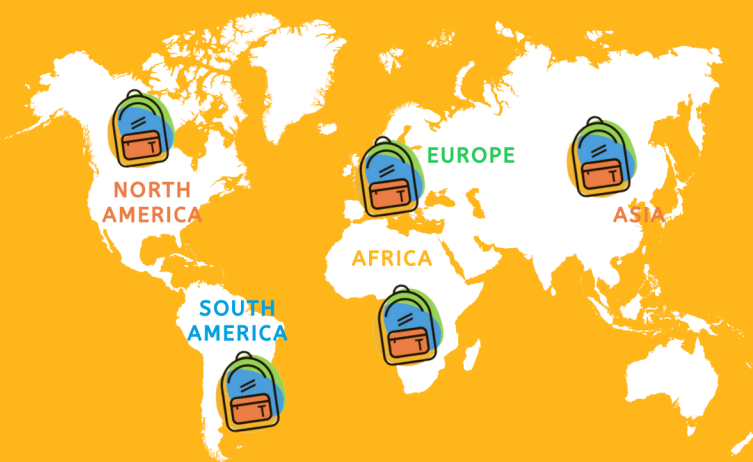 NORTH
AMERICA
T
EUROPE
T
ASIA
T
AFRICA
T
SOUTH
AMERICA
T